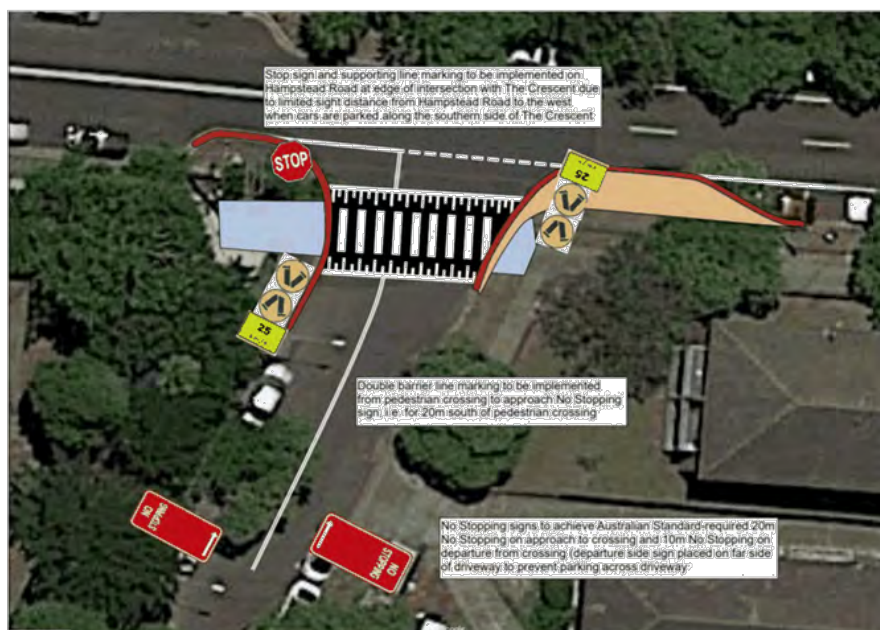 Stop sign and supporting line marking to be implemented on
Hampstead Road at edge of intersection with The Crescent due
to limited sight distance from Hampstead Road to the west
when cars are parked along the southern side of The Crescent
STOP
25
25
Double barrier line marking to be implemented
from pedestrian crossing to approach No Stopping
sign, i.e. for 20m south of pedestrian crossing
NO
STOPPING
NO
STOPPING
No Stopping signs to achieve Australian Standard-required 20m
No Stopping on approach to crossing and 10m No Stopping on
departure from crossing (departure side sign placed on far side
of driveway to prevent parking across driveway